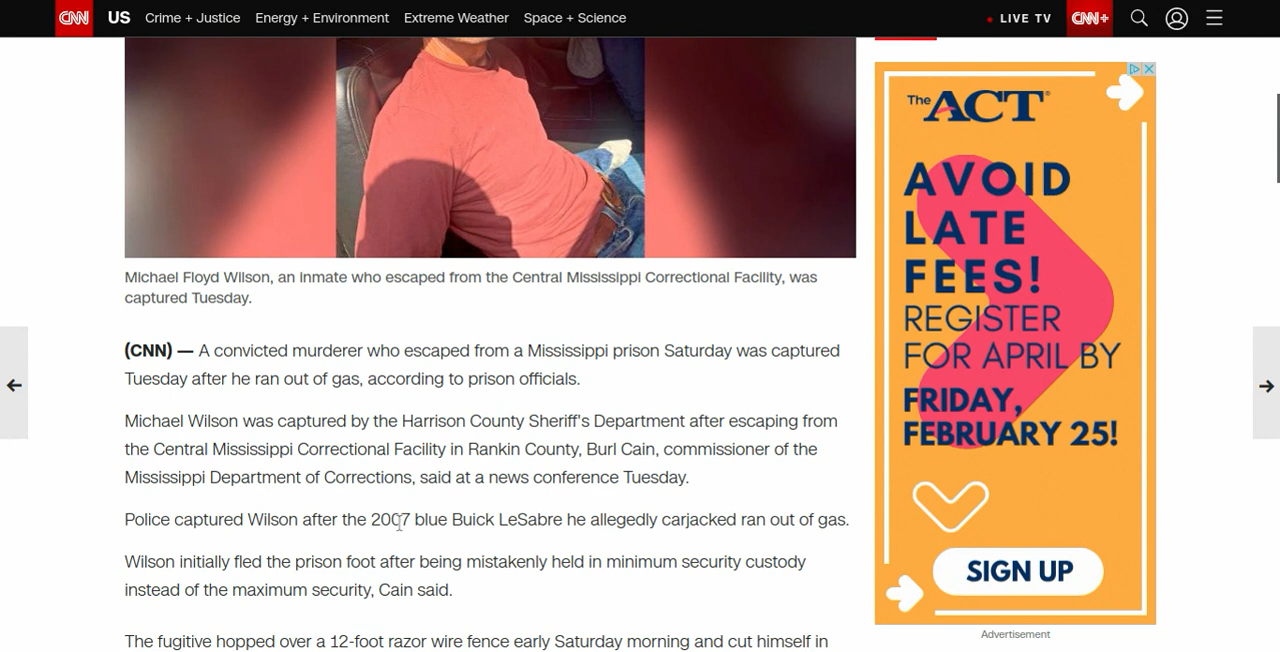 CNN US Crime + Justice Energy + Environment Extreme Weather Space + Science LIVE TV CNN+
Michael Floyd Wilson, an inmate who escaped from the Central Mississippi Correctional Facility, was
captured Tuesday.
(CNN) — A convicted murderer who escaped from a Mississippi prison Saturday was captured
Tuesday after he ran out of gas, according to prison officials.
Michael Wilson was captured by the Harrison County Sheriff's Department after escaping from
the Central Mississippi Correctional Facility in Rankin County, Burl Cain, commissioner of the
Mississippi Department of Corrections, said at a news conference Tuesday.
Police captured Wilson after the 2007 blue Buick LeSabre he allegedly carjacked ran out of gas.
Wilson initially fled the prison foot after being mistakenly held in minimum security custody
instead of the maximum security, Cain said.
The fugitive hopped over a 12-foot razor wire fence early Saturday morning and cut himself in
The ACT®
AVOID
LATE
FEES!
REGISTER
FOR APRIL BY
FRIDAY,
FEBRUARY 25!
SIGN UP
Advertisement